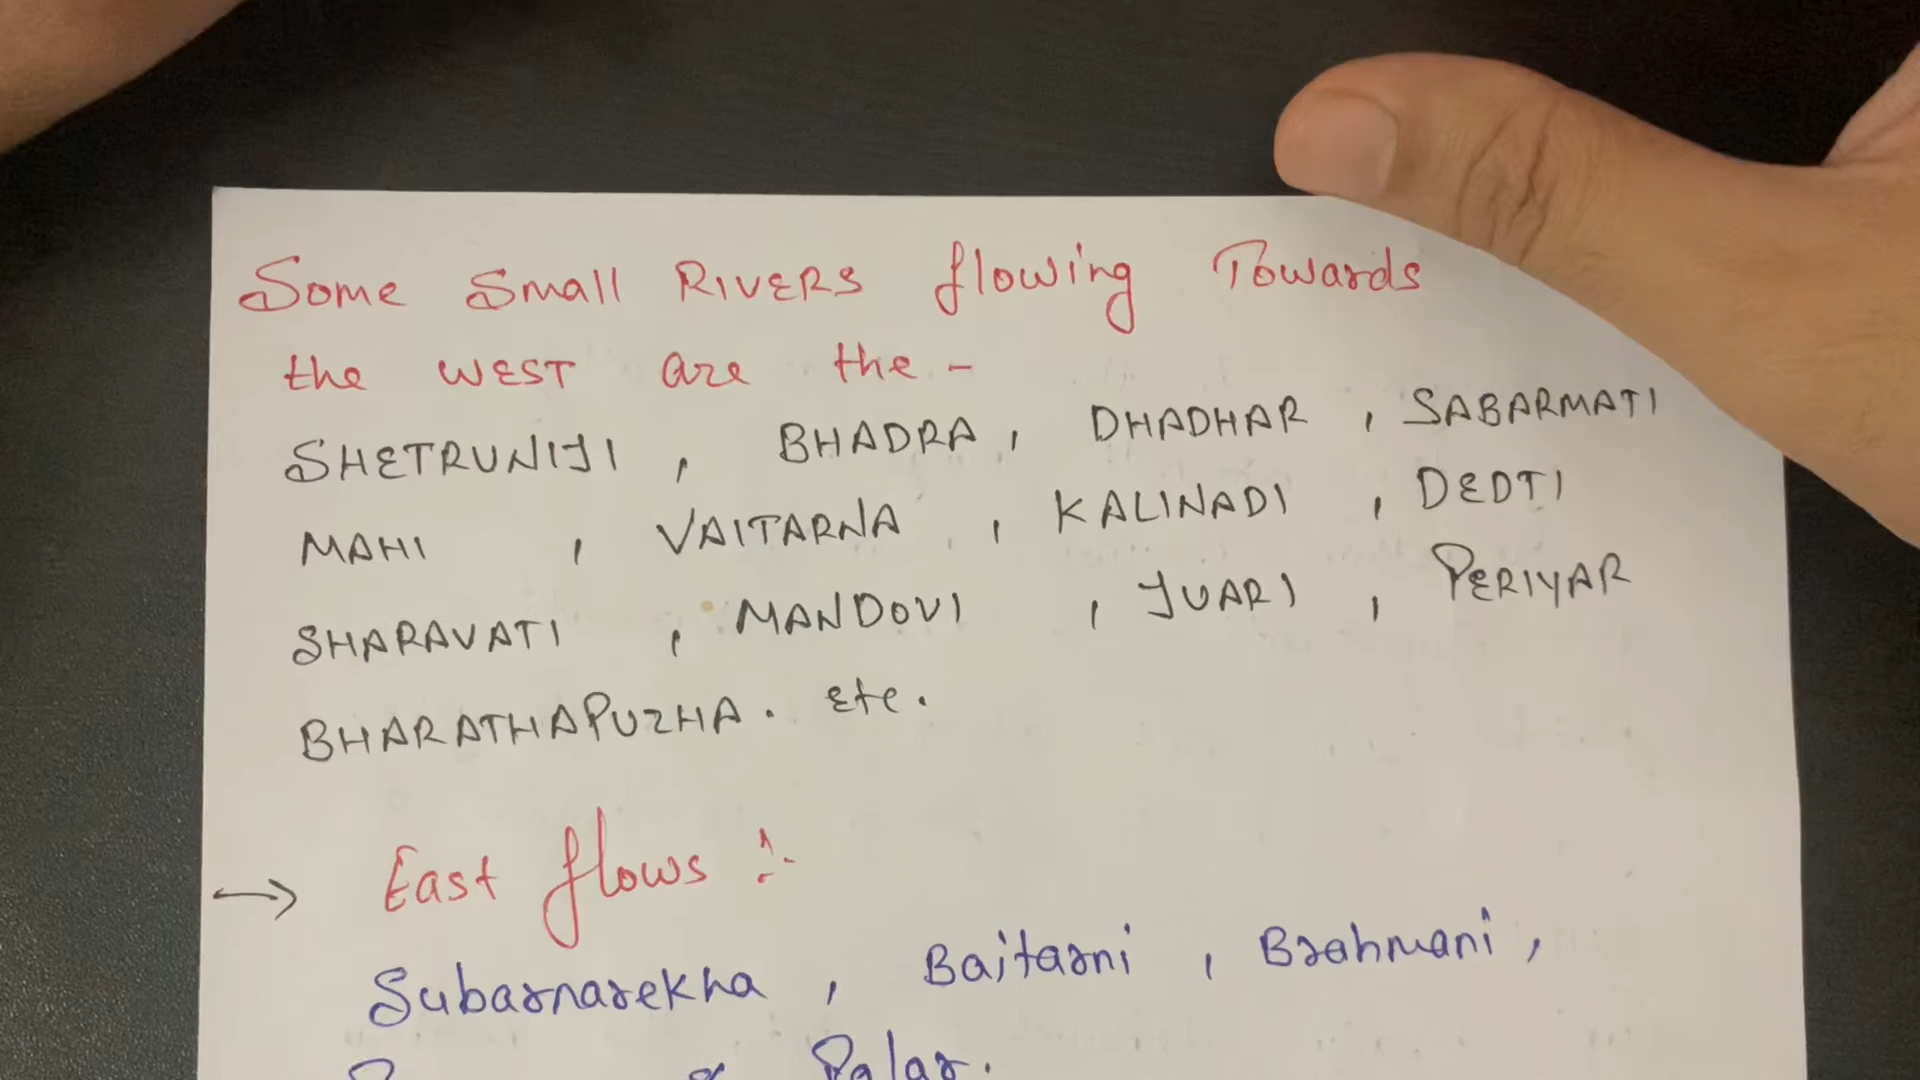 Some Small RIVERS flowing Towards
the WEST are the -
SHETRUNIJI , BHADRA , DHADHAR , SABARMATI
MAHI , VAITARNA , KALINADI , DEDTI
SHARAVATI , MANDOVI , JUARI , PERIYAR
BHARATHAPUZHA . Etc .
→ East flows :-
Subarnarekha , Baitarni , Brahmani ,
& Palar .